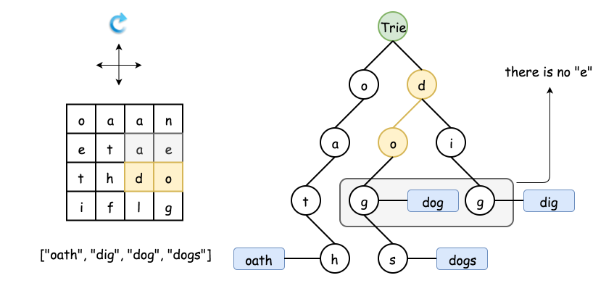 Trie
there is no "e"
o d
o a a n
e t a e
t h d o
i f l g
a o i
t g dog g dig
["oath", "dig", "dog", "dogs"]
oath h s dogs